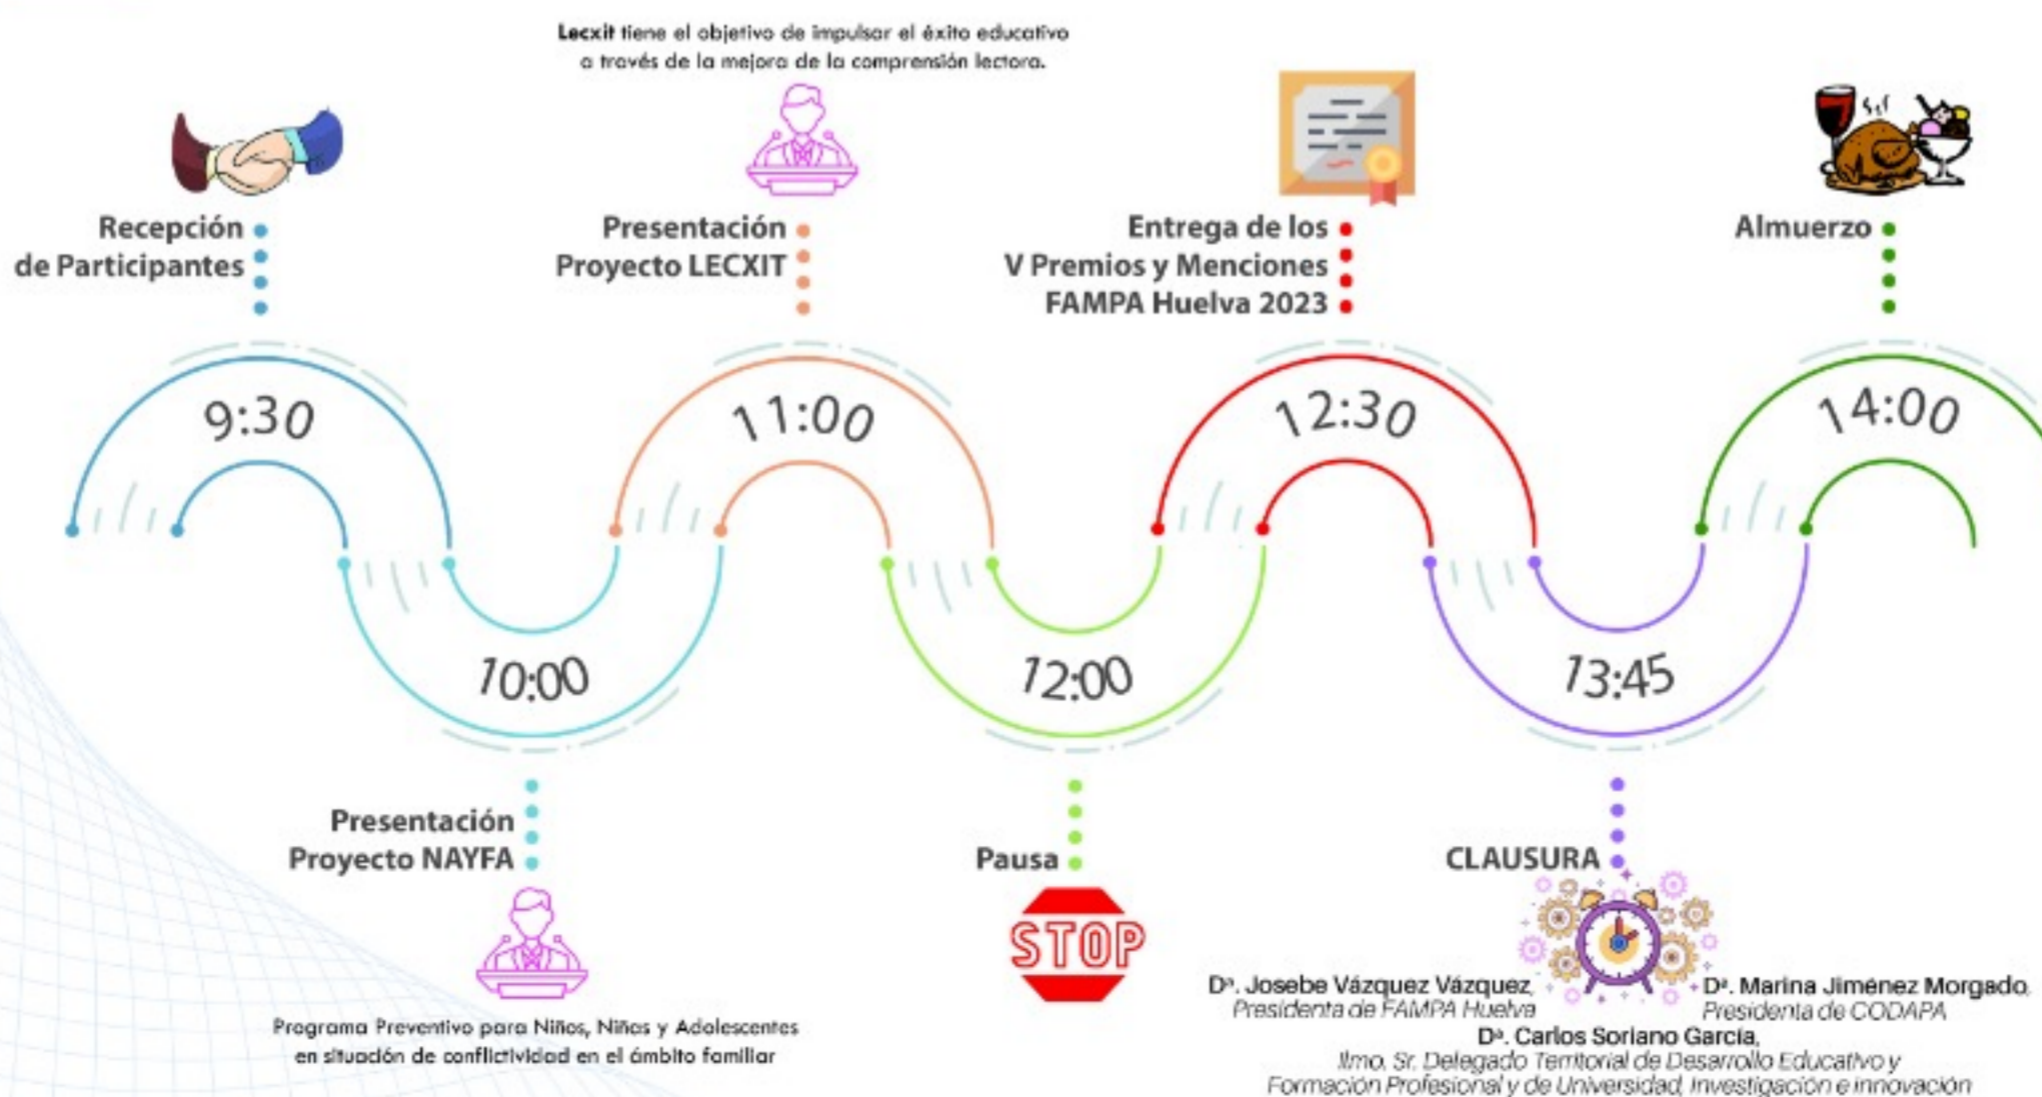 Lecxit tiene el objetivo de impulsar el éxito educativo
a través de la mejora de la comprensión lectora.
Recepción
de Participantes
9:30
10:00
Presentación
Proyecto NAYFA
Programa Preventivo para Niños, Niñas y Adolescentes
en situación de conflictividad en el ámbito familiar
Presentación
Proyecto LECXIT
11:00
12:00
Pausa
STOP
Entrega de los
V Premios y Menciones
FAMPA Huelva 2023
12:30
13:45
CLAUSURA
Dª. Josebe Vázquez Vázquez,
Presidenta de FAMPA Huelva
Dª. Marina Jiménez Morgado,
Presidenta de CODAPA
Dª. Carlos Soriano García,
Ilmo. Sr. Delegado Territorial de Desarrollo Educativo y
Formación Profesional y de Universidad, Investigación e innovación
Almuerzo
14:00